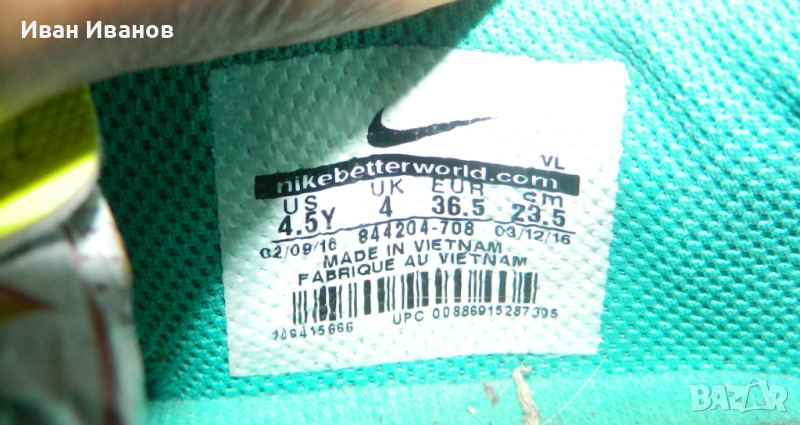 Иван Иванов
VL
nikebetterworld.com
US UK EUR cm
4.5Y 4 36.5 23.5
02/09/16 844204-708 03/12/16
MADE IN VIETNAM
FABRIQUE AU VIETNAM
UPC 00886915287305
BAZAR